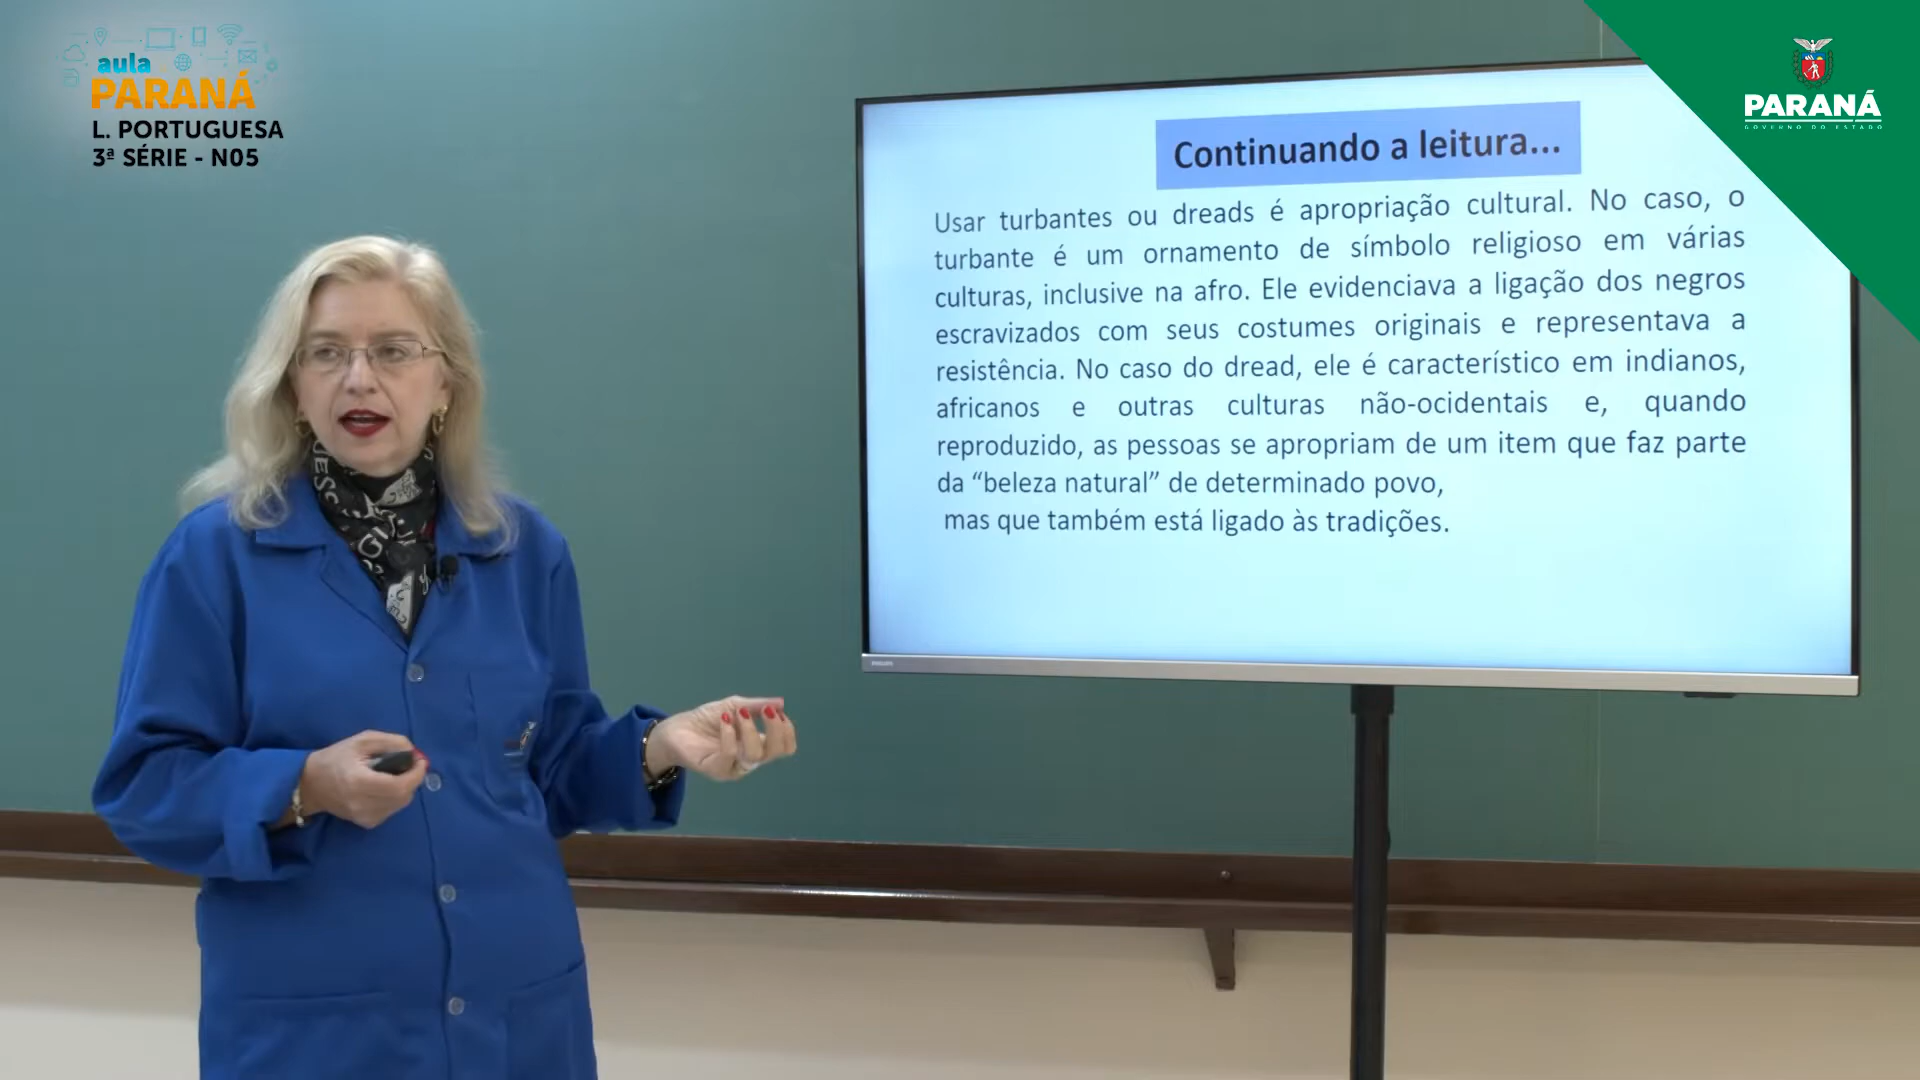 aula
PARANÁ
L. PORTUGUESA
3ª SÉRIE - N05
PARANÁ
GOVERNO DO ESTADO
Continuando a leitura...
Usar turbantes ou dreads é apropriação cultural. No caso, o
turbante é um ornamento de símbolo religioso em várias
culturas, inclusive na afro. Ele evidenciava a ligação dos negros
escravizados com seus costumes originais e representava a
resistência. No caso do dread, ele é característico em indianos,
africanos e outras culturas não-ocidentais e, quando
reproduzido, as pessoas se apropriam de um item que faz parte
da “beleza natural” de determinado povo,
mas que também está ligado às tradições.
PHILIPS